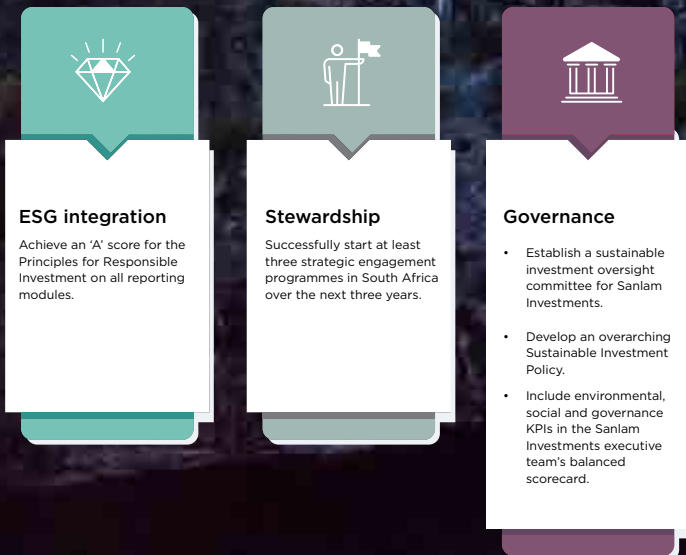 ESG integration
Achieve an ‘A’ score for the
Principles for Responsible
Investment on all reporting
modules.
Stewardship
Successfully start at least
three strategic engagement
programmes in South Africa
over the next three years.
Governance
• Establish a sustainable
investment oversight
committee for Sanlam
Investments.
• Develop an overarching
Sustainable Investment
Policy.
• Include environmental,
social and governance
KPIs in the Sanlam
Investments executive
team’s balanced
scorecard.